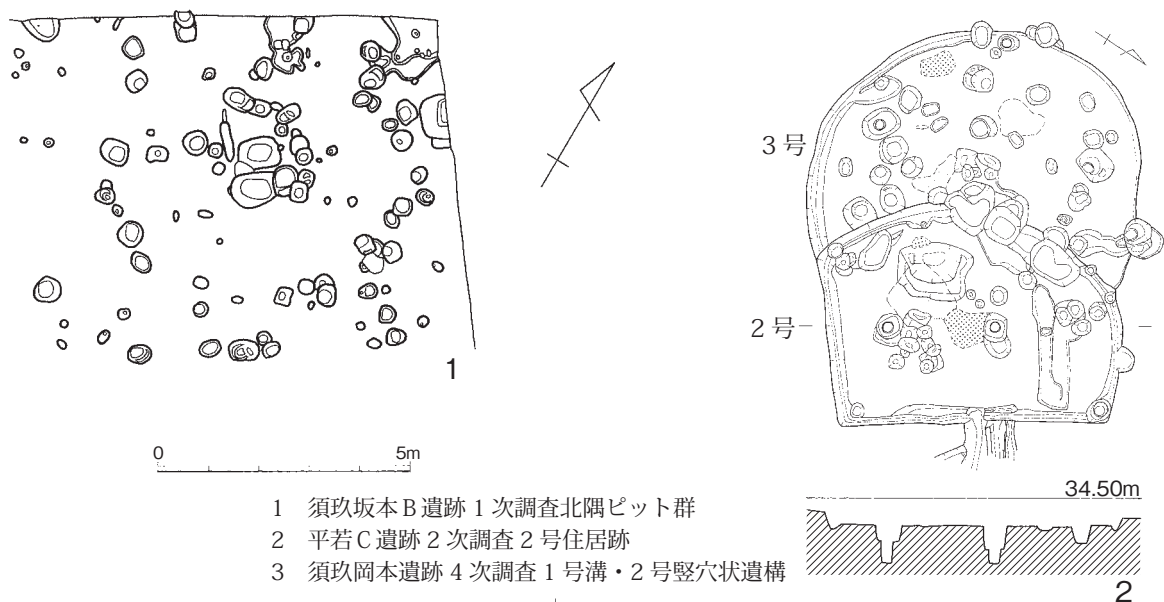 3号
2号
1
0 5m
34.50m
1 須玖坂本B遺跡1次調査北隅ピット群
2 平若C遺跡2次調査2号住居跡
3 須玖岡本遺跡4次調査1号溝・2号竪穴状遺構
2